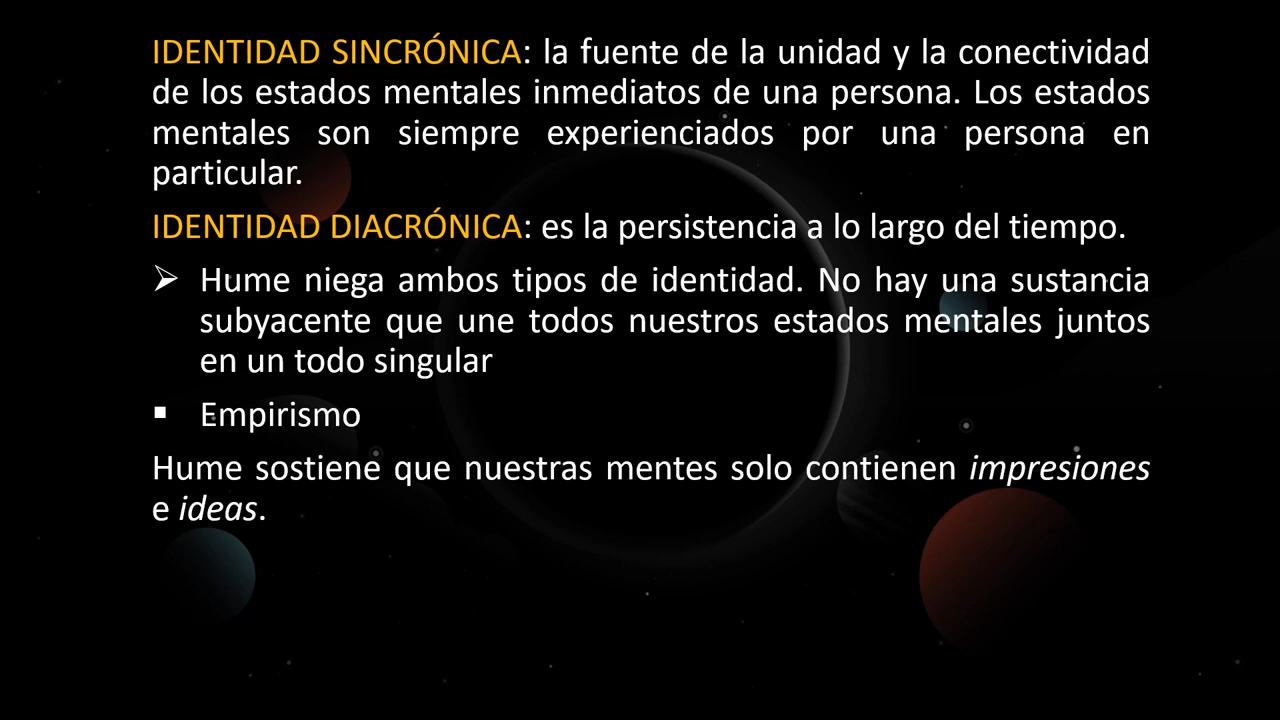 IDENTIDAD SINCRÓNICA: la fuente de la unidad y la conectividad
de los estados mentales inmediatos de una persona. Los estados
mentales son siempre experienciados por una persona en
particular.
IDENTIDAD DIACRÓNICA: es la persistencia a lo largo del tiempo.
➢ Hume niega ambos tipos de identidad. No hay una sustancia
subyacente que une todos nuestros estados mentales juntos
en un todo singular
▪ Empirismo
Hume sostiene que nuestras mentes solo contienen impresiones
e ideas.